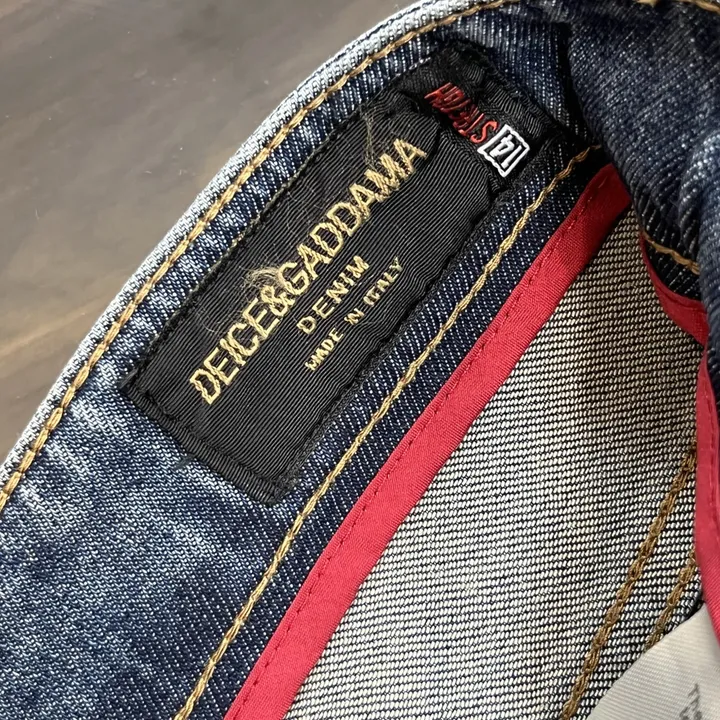 DEICE&GADDAMA
DENIM
MADE IN ITALY
STRETCH
14